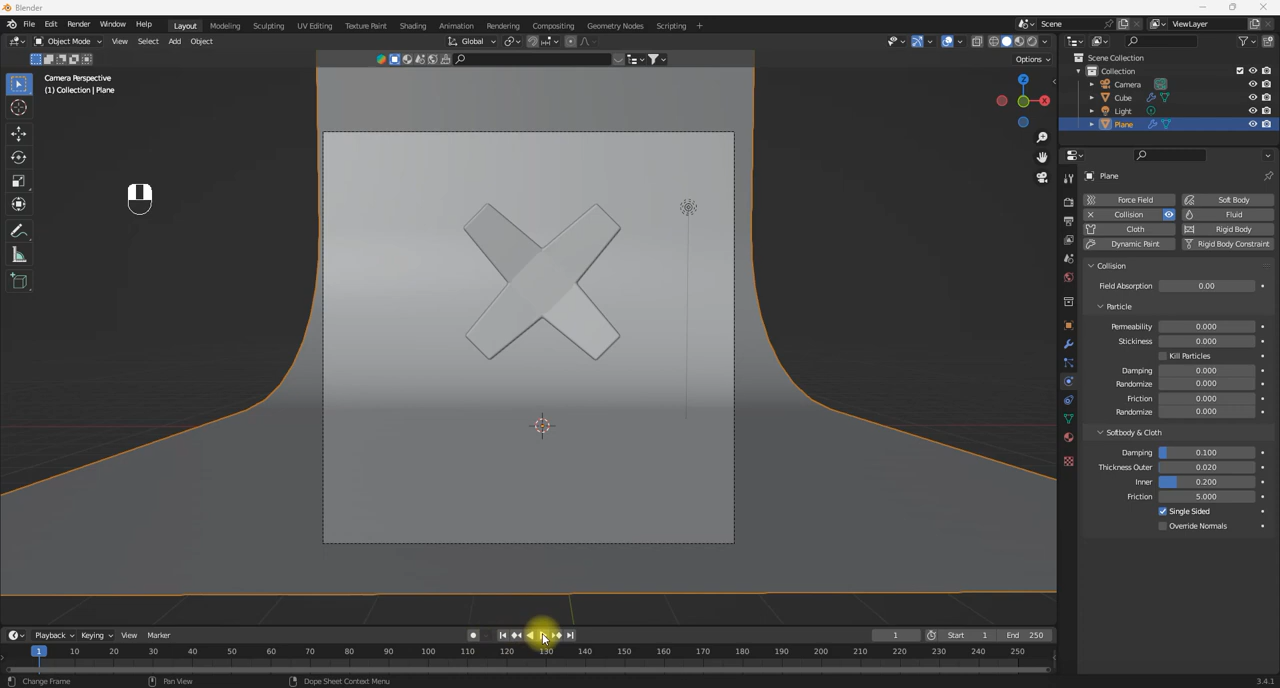 Blender
File Edit Render Window Help Layout Modeling Sculpting UV Editing Texture Paint Shading Animation Rendering Compositing Geometry Nodes Scripting + Scene ViewLayer
Object Mode View Select Add Object Global
Options
Camera Perspective
(1) Collection | Plane
Z
X
Scene Collection
Collection
Camera
Cube
Light
Plane
Plane
Force Field Soft Body
Collision Fluid
Cloth Rigid Body
Dynamic Paint Rigid Body Constraint
Collision
Field Absorption 0.00
Particle
Permeability 0.000
Stickiness 0.000
Kill Particles
Damping 0.000
Randomize 0.000
Friction 0.000
Randomize 0.000
Softbody & Cloth
Damping 0.100
Thickness Outer 0.020
Inner 0.200
Friction 5.000
Single Sided
Override Normals
Playback Keying View Marker 1 Start 1 End 250
1 10 20 30 40 50 60 70 80 90 100 110 120 130 140 150 160 170 180 190 200 210 220 230 240 250
Change Frame Pan View Dope Sheet Context Menu 3.4.1